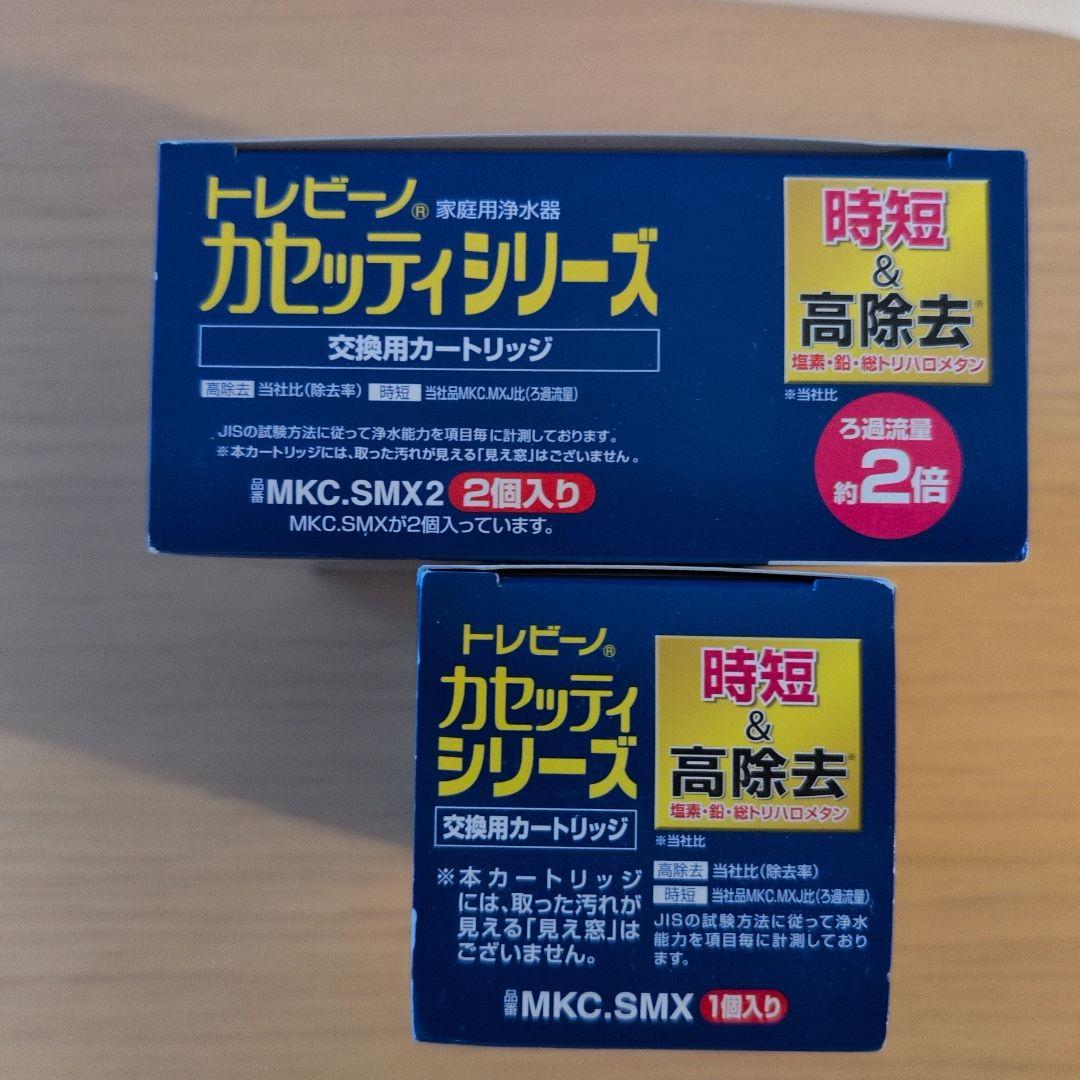 トレビーノ® 家庭用浄水器
カセッティシリーズ
交換用カートリッジ
高除去 当社比(除去率) 時短 当社品MKC.MXJ比(ろ過流量)
JISの試験方法に従って浄水能力を項目毎に計測しております。
※本カートリッジには、取った汚れが見える「見え窓」はございません。
品番 MKC.SMX2 2個入り
MKC.SMXが2個入っています。
時短
&
高除去※
塩素・鉛・総トリハロメタン
※当社比
ろ過流量
約2倍
トレビーノ®
カセッティ
シリーズ
交換用カートリッジ
※本カートリッジ
には、取った汚れが
見える「見え窓」は
ございません。
時短
&
高除去※
塩素・鉛・総トリハロメタン
※当社比
高除去 当社比(除去率)
時短 当社品MKC.MXJ比(ろ過流量)
JISの試験方法に従って浄水
能力を項目毎に計測しており
ます。
品番 MKC.SMX 1個入り